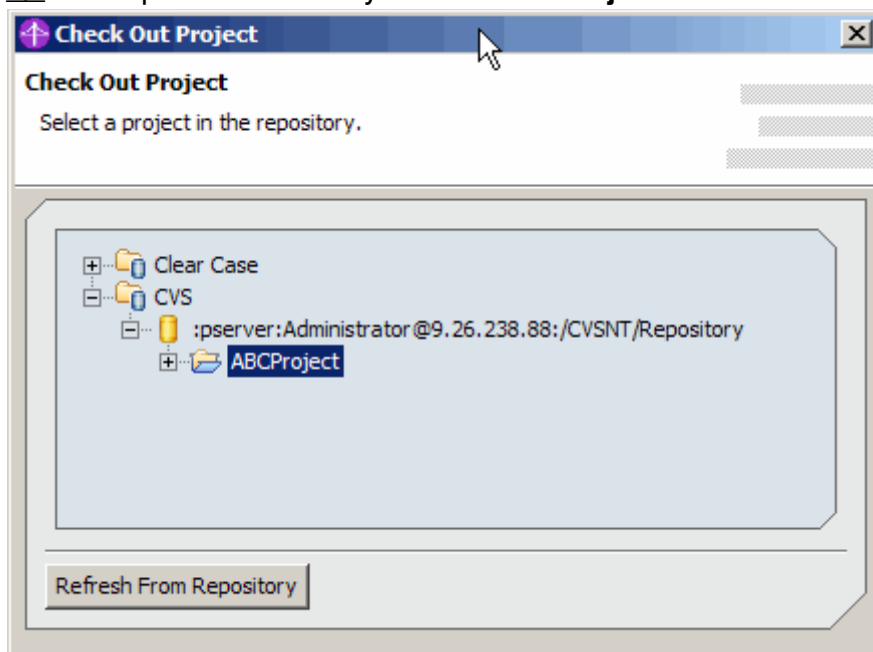 Check Out Project
Check Out Project
Select a project in the repository.
Clear Case
CVS
:pserver:Administrator@9.26.238.88:/CVSNT/Repository
ABCProject
Refresh From Repository